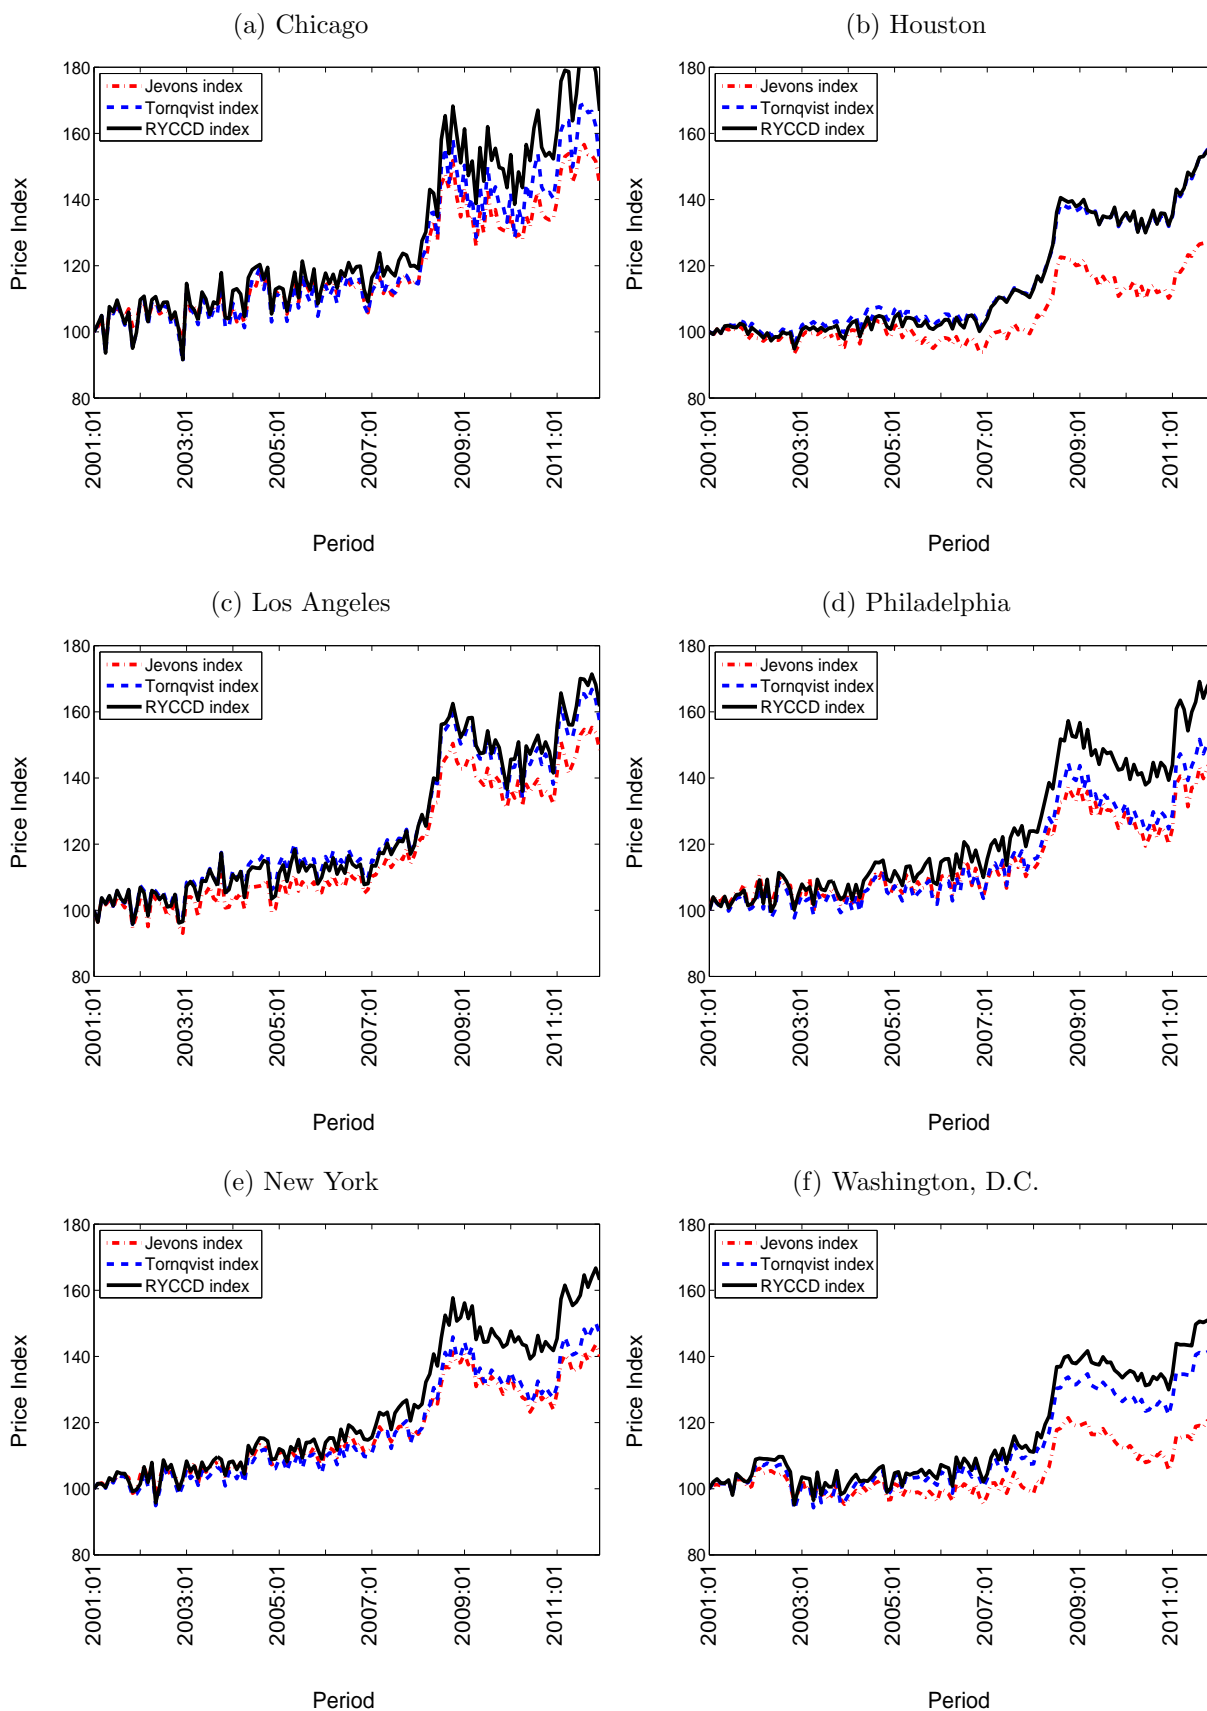 (a) Chicago
180
160
140
120
100
80
Price Index
Jevons index
Tornqvist index
RYCCD index
2001:01
2003:01
2005:01
2007:01
2009:01
2011:01
Period
(b) Houston
180
160
140
120
100
80
Price Index
Jevons index
Tornqvist index
RYCCD index
2001:01
2003:01
2005:01
2007:01
2009:01
2011:01
Period
(c) Los Angeles
180
160
140
120
100
80
Price Index
Jevons index
Tornqvist index
RYCCD index
2001:01
2003:01
2005:01
2007:01
2009:01
2011:01
Period
(d) Philadelphia
180
160
140
120
100
80
Price Index
Jevons index
Tornqvist index
RYCCD index
2001:01
2003:01
2005:01
2007:01
2009:01
2011:01
Period
(e) New York
180
160
140
120
100
80
Price Index
Jevons index
Tornqvist index
RYCCD index
2001:01
2003:01
2005:01
2007:01
2009:01
2011:01
Period
(f) Washington, D.C.
180
160
140
120
100
80
Price Index
Jevons index
Tornqvist index
RYCCD index
2001:01
2003:01
2005:01
2007:01
2009:01
2011:01
Period